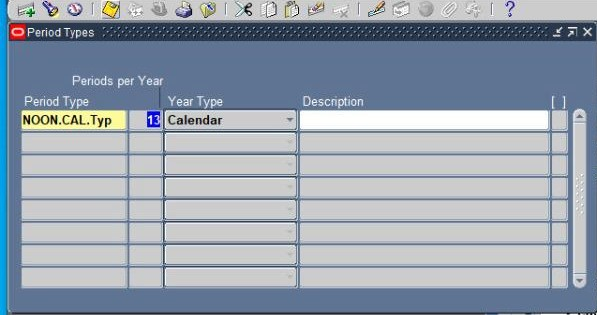 Period Types
Periods per Year
Period Type Year Type Description [ ]
NOON.CAL.Typ 13 Calendar